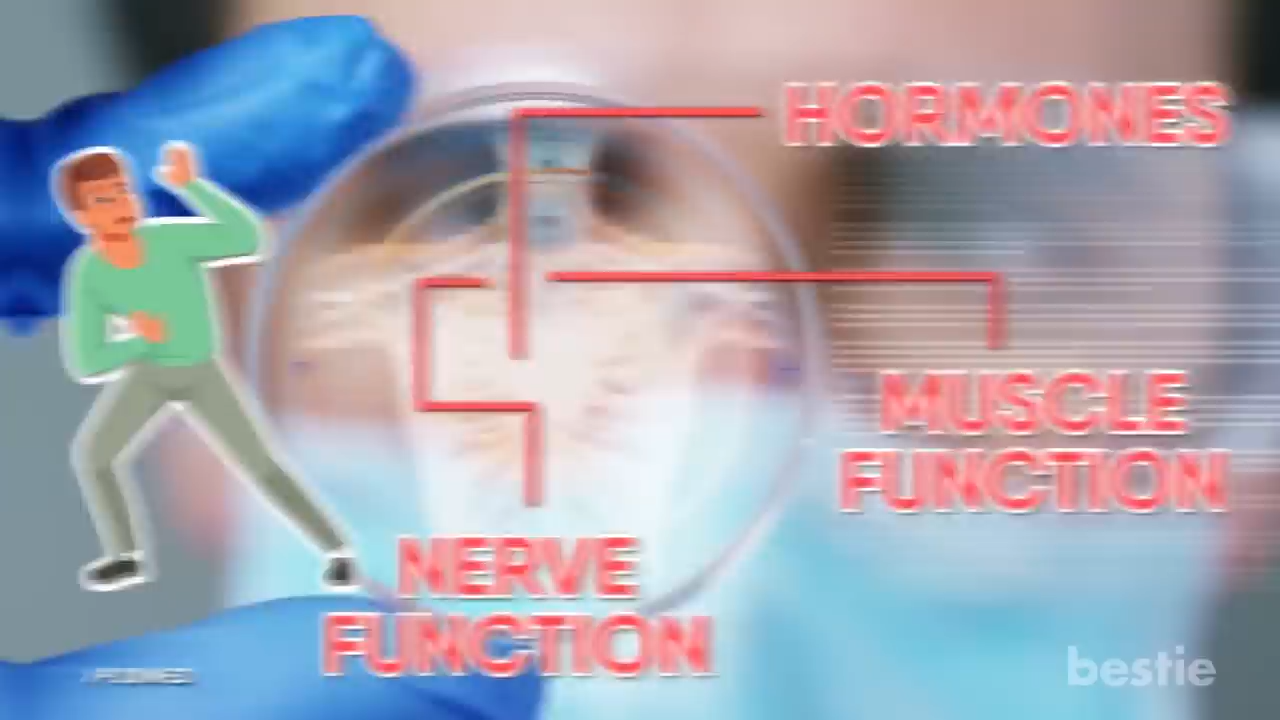 HORMONES
MUSCLE
FUNCTION
NERVE
FUNCTION
bestie